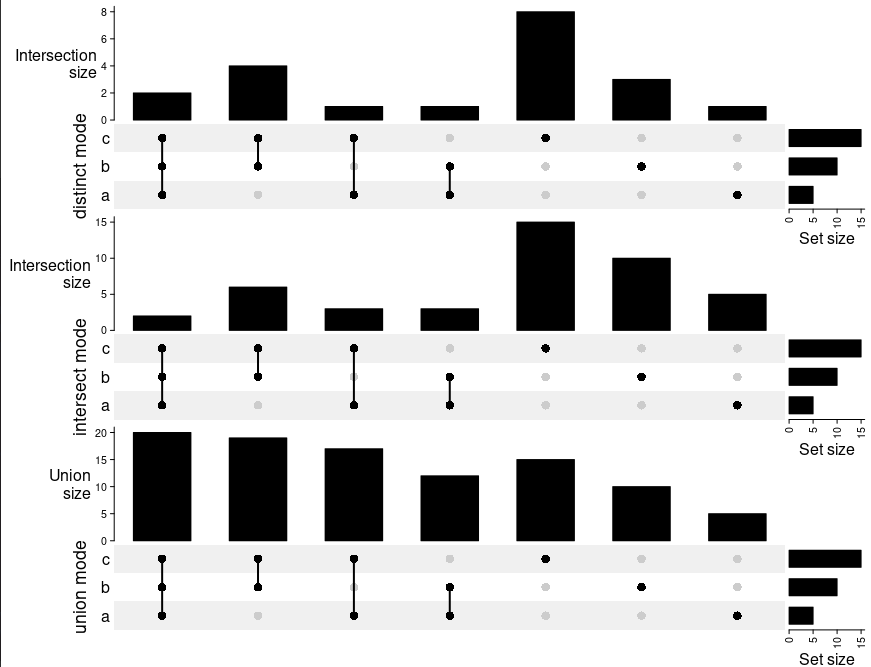 8
6
4
2
0
Intersection
size
distinct mode
c
b
a
0
5
10
15
Set size
15
10
5
0
Intersection
size
intersect mode
c
b
a
0
5
10
15
Set size
20
15
10
5
0
Union
size
union mode
c
b
a
0
5
10
15
Set size